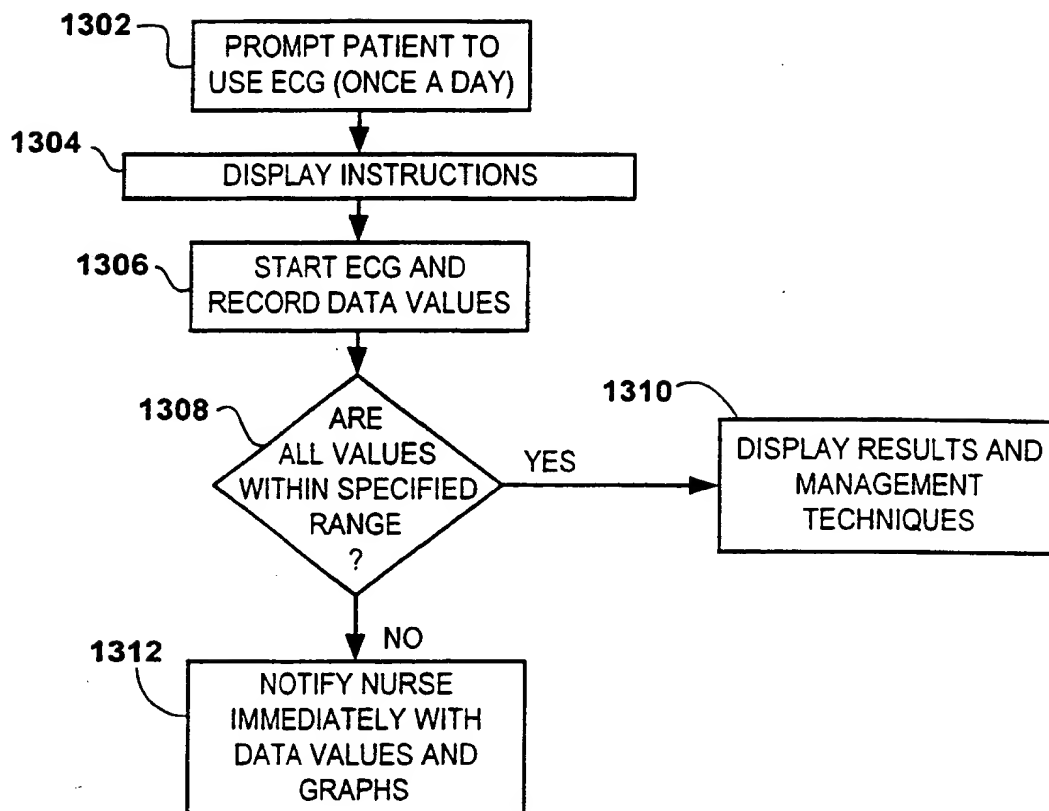 1302
PROMPT PATIENT TO
USE ECG (ONCE A DAY)
1304
DISPLAY INSTRUCTIONS
1306
START ECG AND
RECORD DATA VALUES
1308
ARE
ALL VALUES
WITHIN SPECIFIED
RANGE
?
YES
1310
DISPLAY RESULTS AND
MANAGEMENT
TECHNIQUES
NO
1312
NOTIFY NURSE
IMMEDIATELY WITH
DATA VALUES AND
GRAPHS